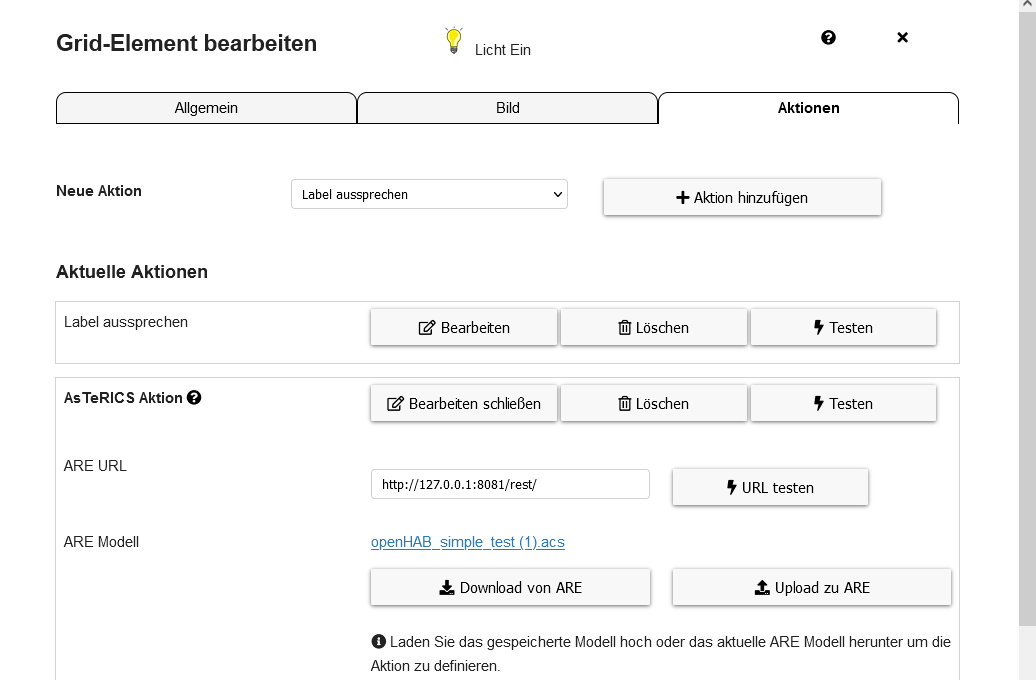 Grid-Element bearbeiten
Licht Ein
Allgemein
Bild
Aktionen
Neue Aktion
Label aussprechen
Aktion hinzufügen
Aktuelle Aktionen
Label aussprechen
Bearbeiten
Löschen
Testen
AsTeRICS Aktion
Bearbeiten schließen
Löschen
Testen
ARE URL
http://127.0.0.1:8081/rest/
URL testen
ARE Modell
openHAB_simple_test (1).acs
Download von ARE
Upload zu ARE
Laden Sie das gespeicherte Modell hoch oder das aktuelle ARE Modell herunter um die
Aktion zu definieren.